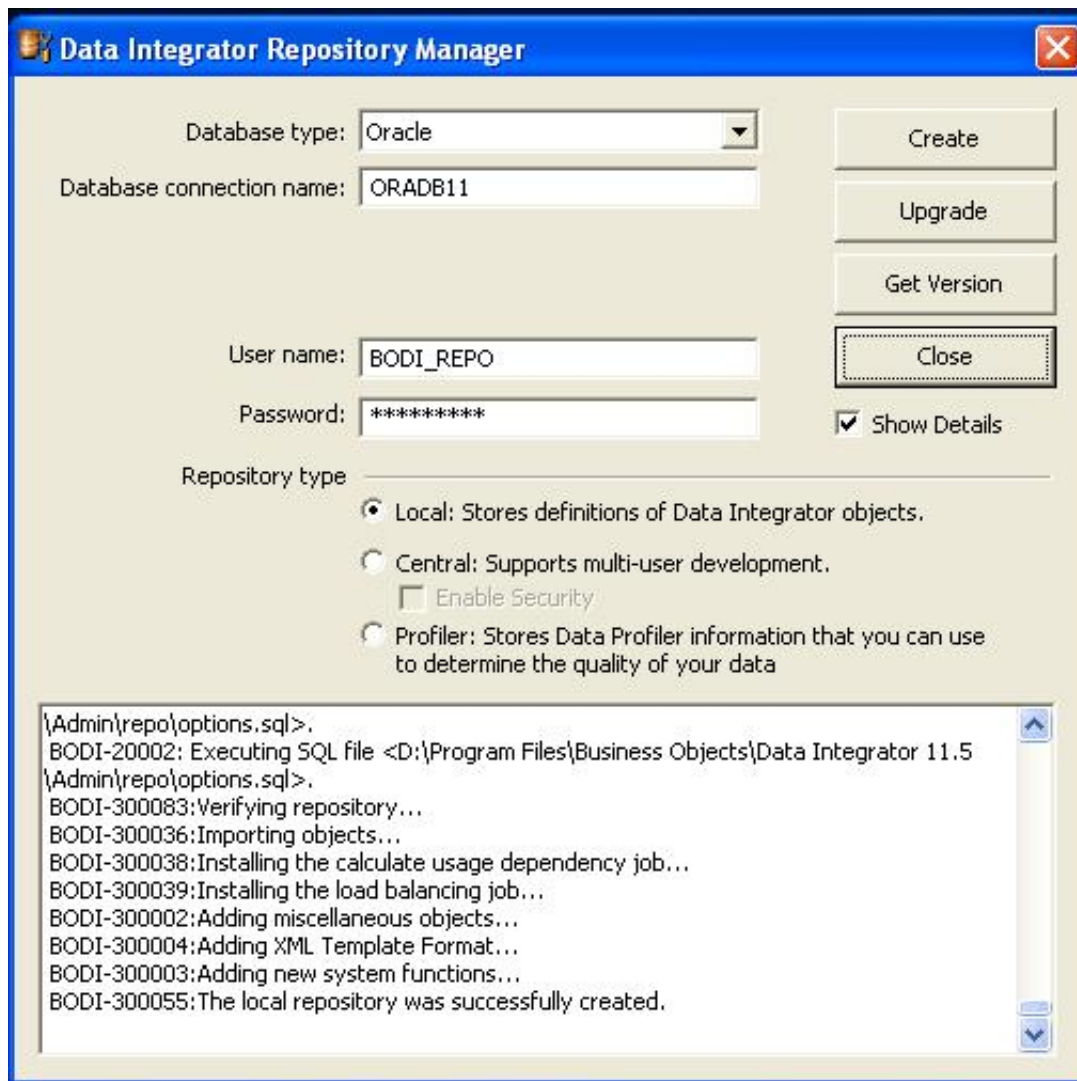 Data Integrator Repository Manager
Database type: Oracle
Create
Database connection name: ORADB11
Upgrade
Get Version
User name: BODI_REPO
Close
Password: *********
Show Details
Repository type
Local: Stores definitions of Data Integrator objects.
Central: Supports multi-user development.
Enable Security
Profiler: Stores Data Profiler information that you can use
to determine the quality of your data
\Admin\repo\options.sql>.
BODI-20002: Executing SQL file <D:\Program Files\Business Objects\Data Integrator 11.5
\Admin\repo\options.sql>.
BODI-300083:Verifying repository...
BODI-300036:Importing objects...
BODI-300038:Installing the calculate usage dependency job...
BODI-300039:Installing the load balancing job...
BODI-300002:Adding miscellaneous objects...
BODI-300004:Adding XML Template Format...
BODI-300003:Adding new system functions...
BODI-300055:The local repository was successfully created.